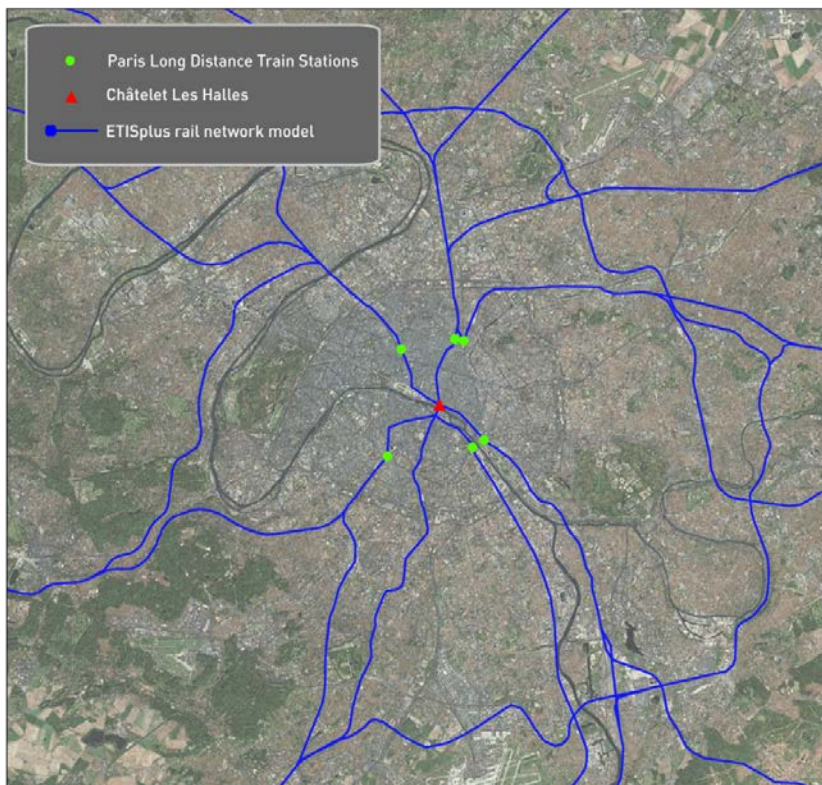 Paris Long Distance Train Stations
Châtelet Les Halles
ETISplus rail network model